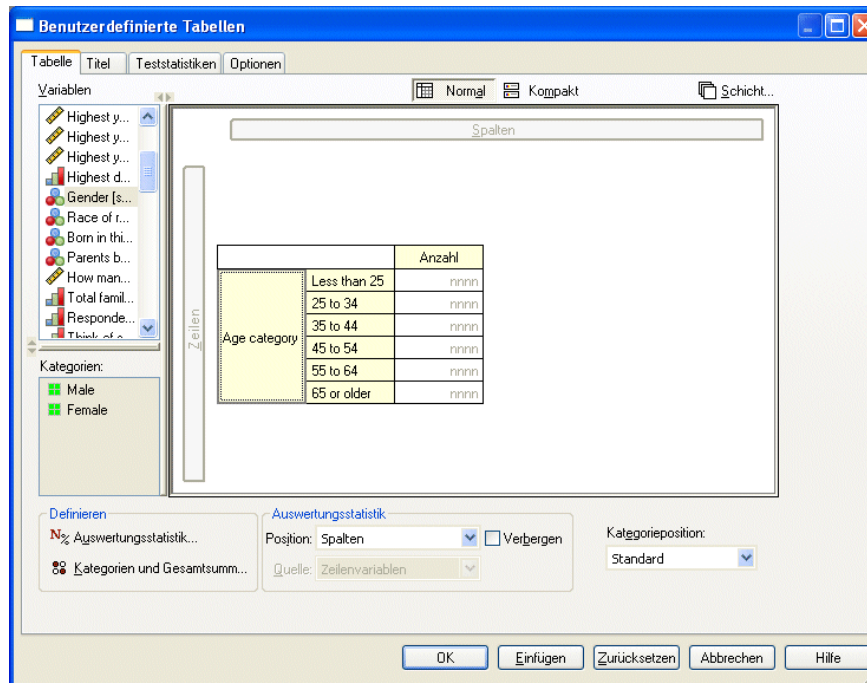 Benutzerdefinierte Tabellen
Tabelle Titel Teststatistiken Optionen
Variablen
Normal Kompakt Schicht...
Highest y...
Highest y...
Highest y...
Highest d...
Gender [s...
Race of r...
Born in thi...
Parents b...
How man...
Total famil...
Responde...
Think of o...
Kategorien:
Male
Female
Spalten
Zeilen
Anzahl
Age category
Less than 25 nnnn
25 to 34 nnnn
35 to 44 nnnn
45 to 54 nnnn
55 to 64 nnnn
65 or older nnnn
Definieren
N% Auswertungsstatistik...
Kategorien und Gesamtsumm...
Auswertungsstatistik
Position: Spalten Verbergen
Quelle: Zeilenvariablen
Kategorieposition:
Standard
OK Einfügen Zurücksetzen Abbrechen Hilfe